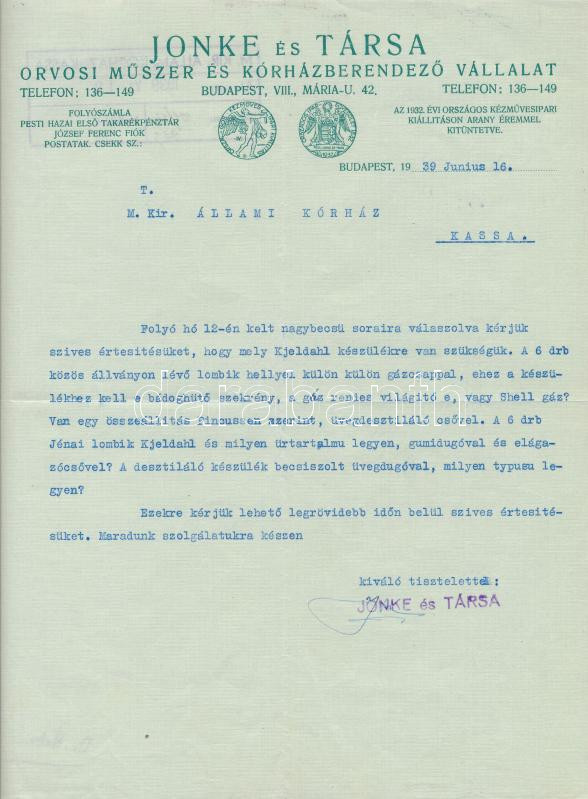 JONKE ÉS TÁRSA
ORVOSI MŰSZER ÉS KÓRHÁZBERENDEZŐ VÁLLALAT
TELEFON: 136—149 BUDAPEST, VIII., MÁRIA-U. 42. TELEFON: 136—149
FOLYÓSZÁMLA
PESTI HAZAI ELSŐ TAKARÉKPÉNZTÁR
JÓZSEF FERENC FIÓK
POSTATAK. CSEKK SZ.:
AZ 1932. ÉVI ORSZÁGOS KÉZMŰVESIPARI
KIÁLLITÁSON ARANY ÉREMMEL
KITÜNTETVE.
BUDAPEST, 19 39 Junius 16.
T.
M. Kir. ÁLLAMI KÓRHÁZ
KASSA.
Folyó hó 12-én kelt nagybecsü soraira válaszolva kérjük
szives értesitésüket, hogy mely Kjeldahl készülékre van szükségük. A 6 drb
közös állványon lévő lombik hellyel külön külön gázcsappal, ehez a készü-
lékhez kell e bádogfütő szekrény, a gáz rendes világitó e, vagy Shell gáz?
Van egy összeállitás Pincussen szerint, üvegdesztiláló csővel. A 6 drb
Jénai lombik Kjeldahl és milyen ürtartalmu legyen, gumidugóval és elága-
zócsővel? A desztiláló készülék becsiszolt üvegdugóval, milyen typusu le-
gyen?
Ezekre kérjük lehető legrövidebb időn belül szives értesité-
süket. Maradunk szolgálatukra készen
kiváló tisztelettel:
JONKE és TÁRSA
darabanth